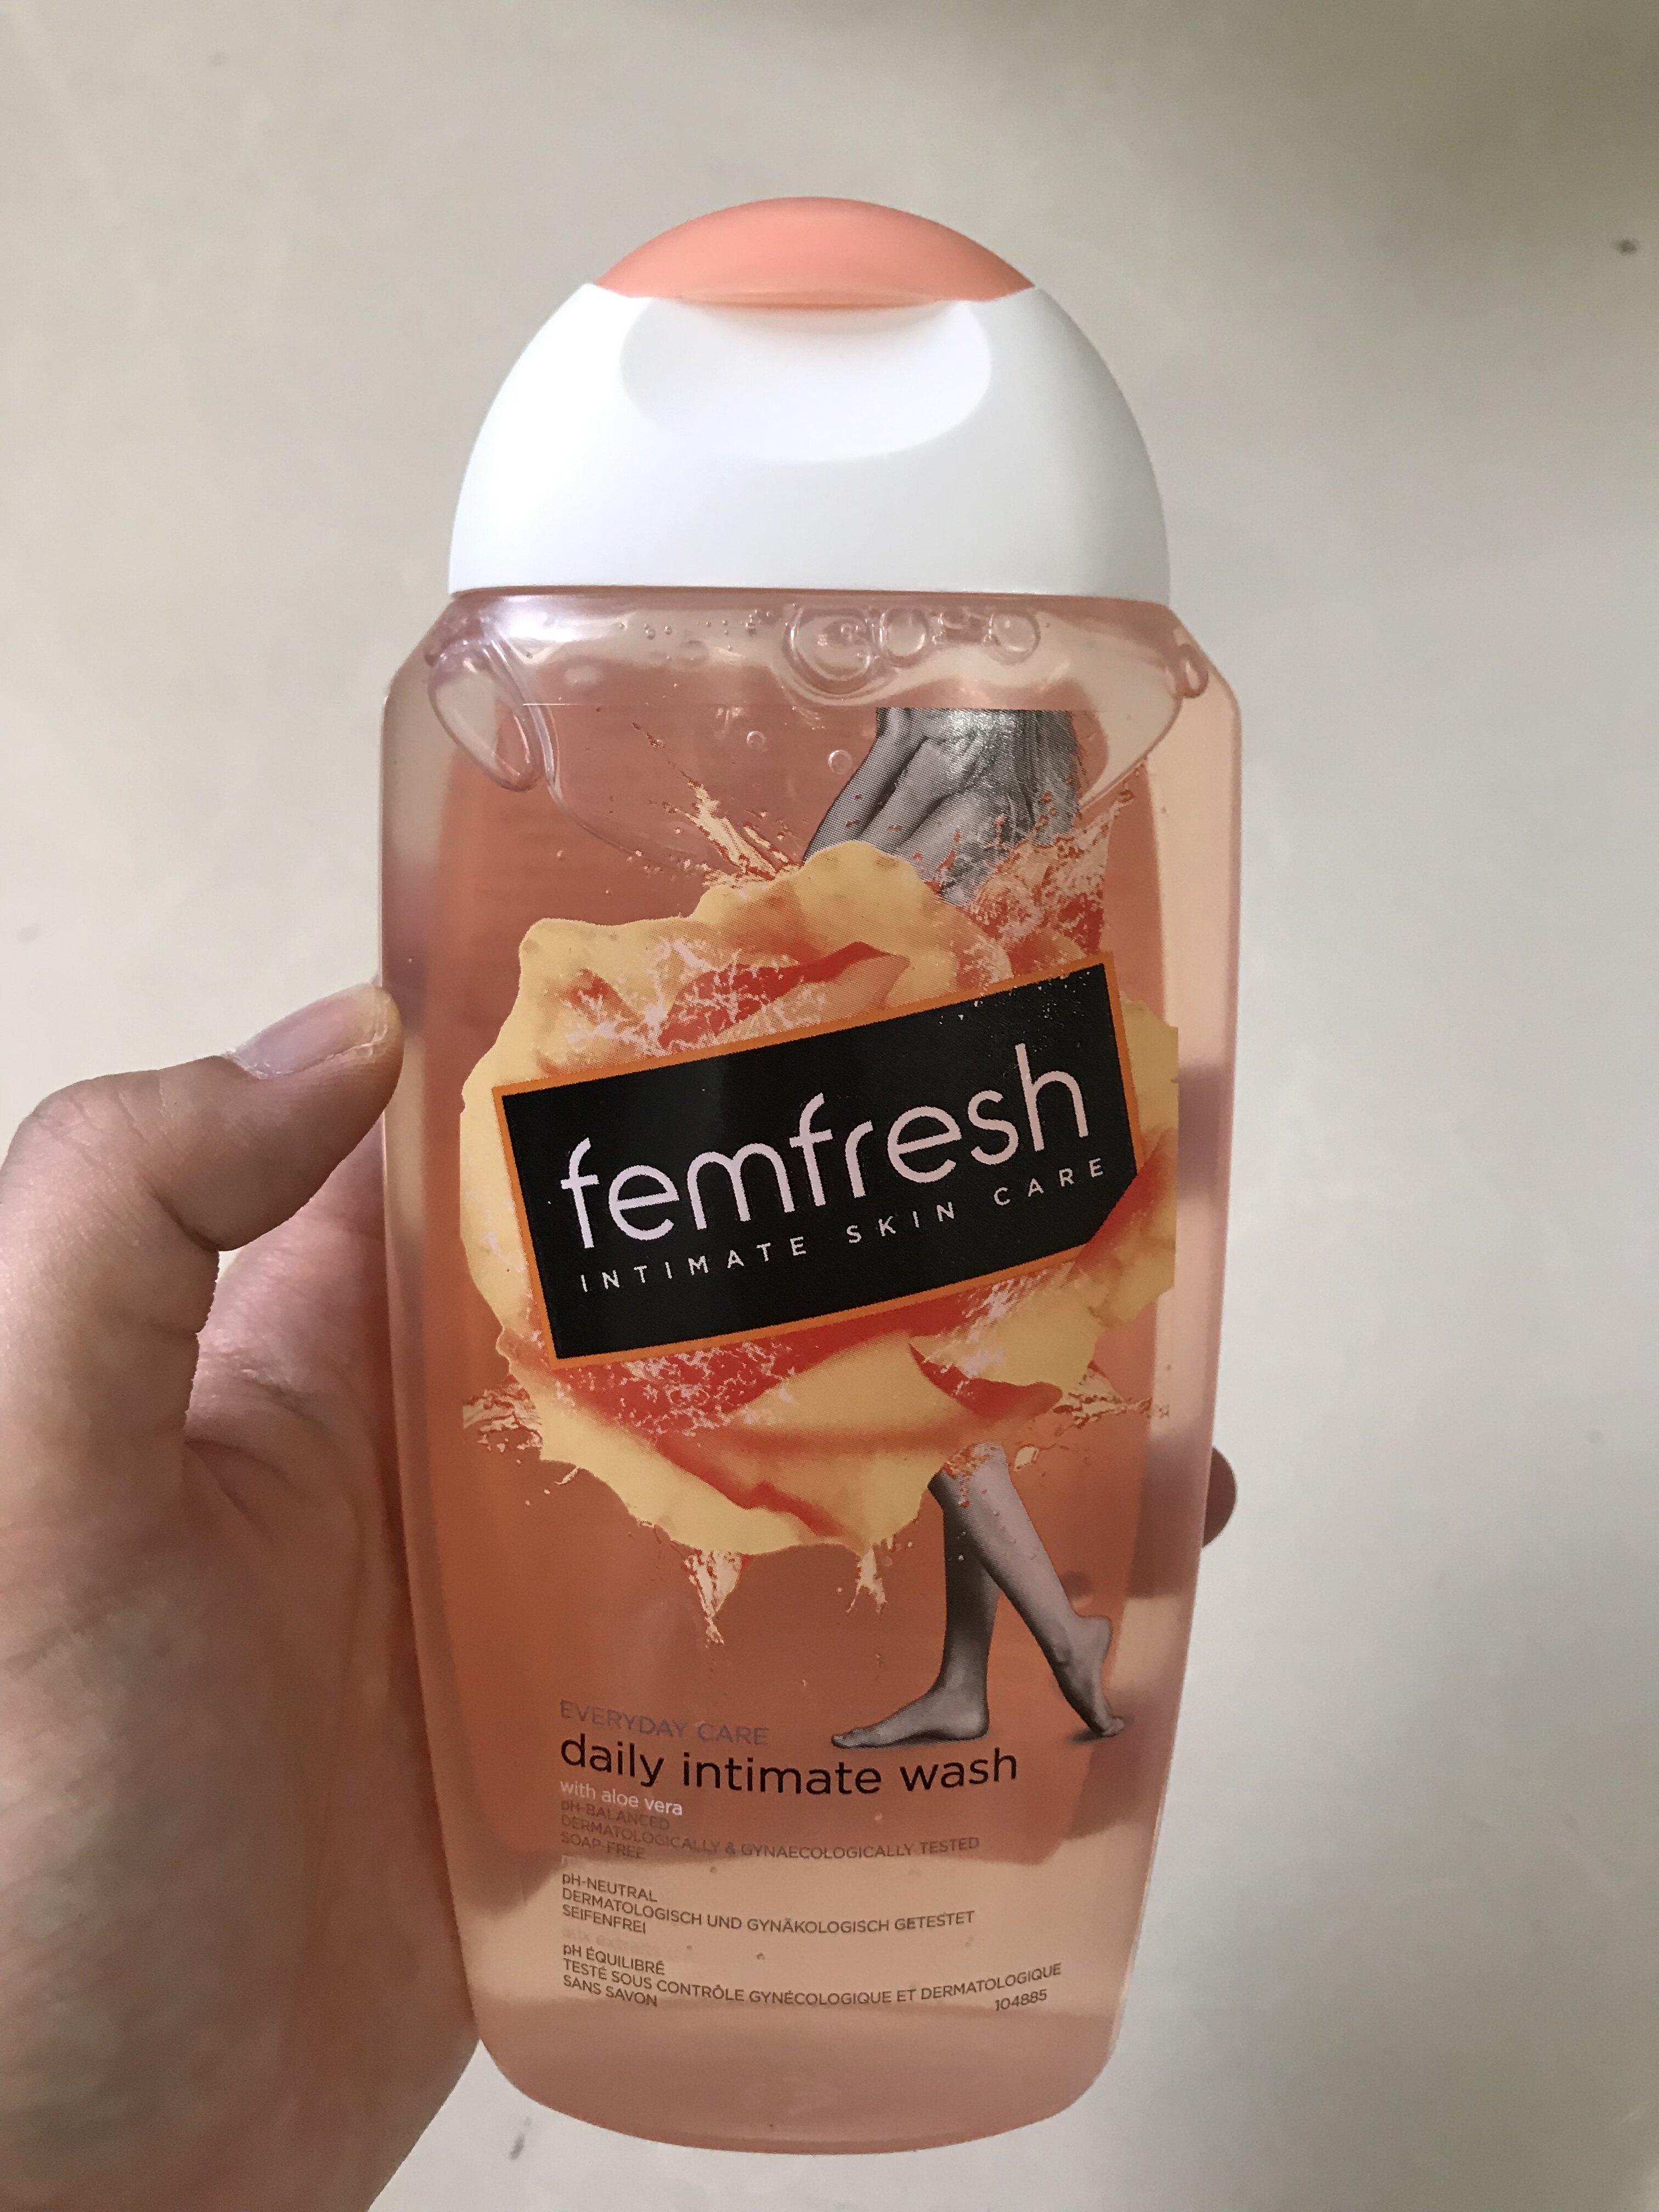 femfresh
INTIMATE SKIN CARE
EVERYDAY CARE
daily intimate wash
with aloe vera
pH-BALANCED
DERMATOLOGICALLY & GYNAECOLOGICALLY TESTED
SOAP-FREE
pH-NEUTRAL
DERMATOLOGISCH UND GYNÄKOLOGISCH GETESTET
SEIFENFREI
pH ÉQUILIBRÉ
TESTÉ SOUS CONTRÔLE GYNÉCOLOGIQUE ET DERMATOLOGIQUE
SANS SAVON
104885